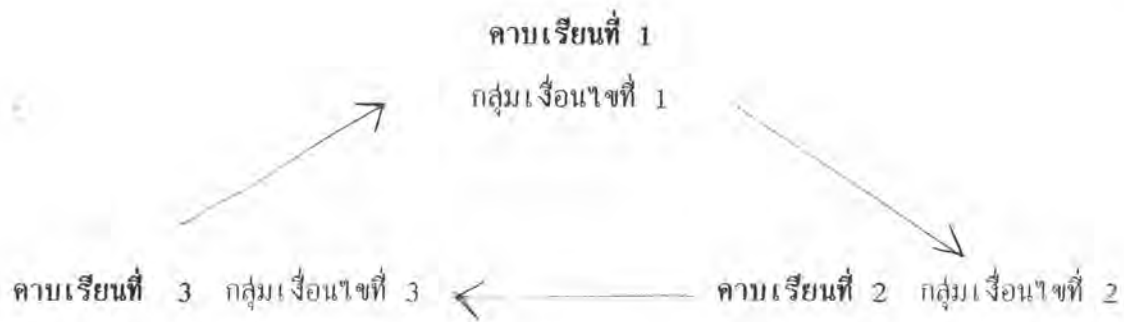 คาบเรียนที่ 1
กลุ่มเงื่อนไขที่ 1
คาบเรียนที่ 3 กลุ่มเงื่อนไขที่ 3 คาบเรียนที่ 2 กลุ่มเงื่อนไขที่ 2